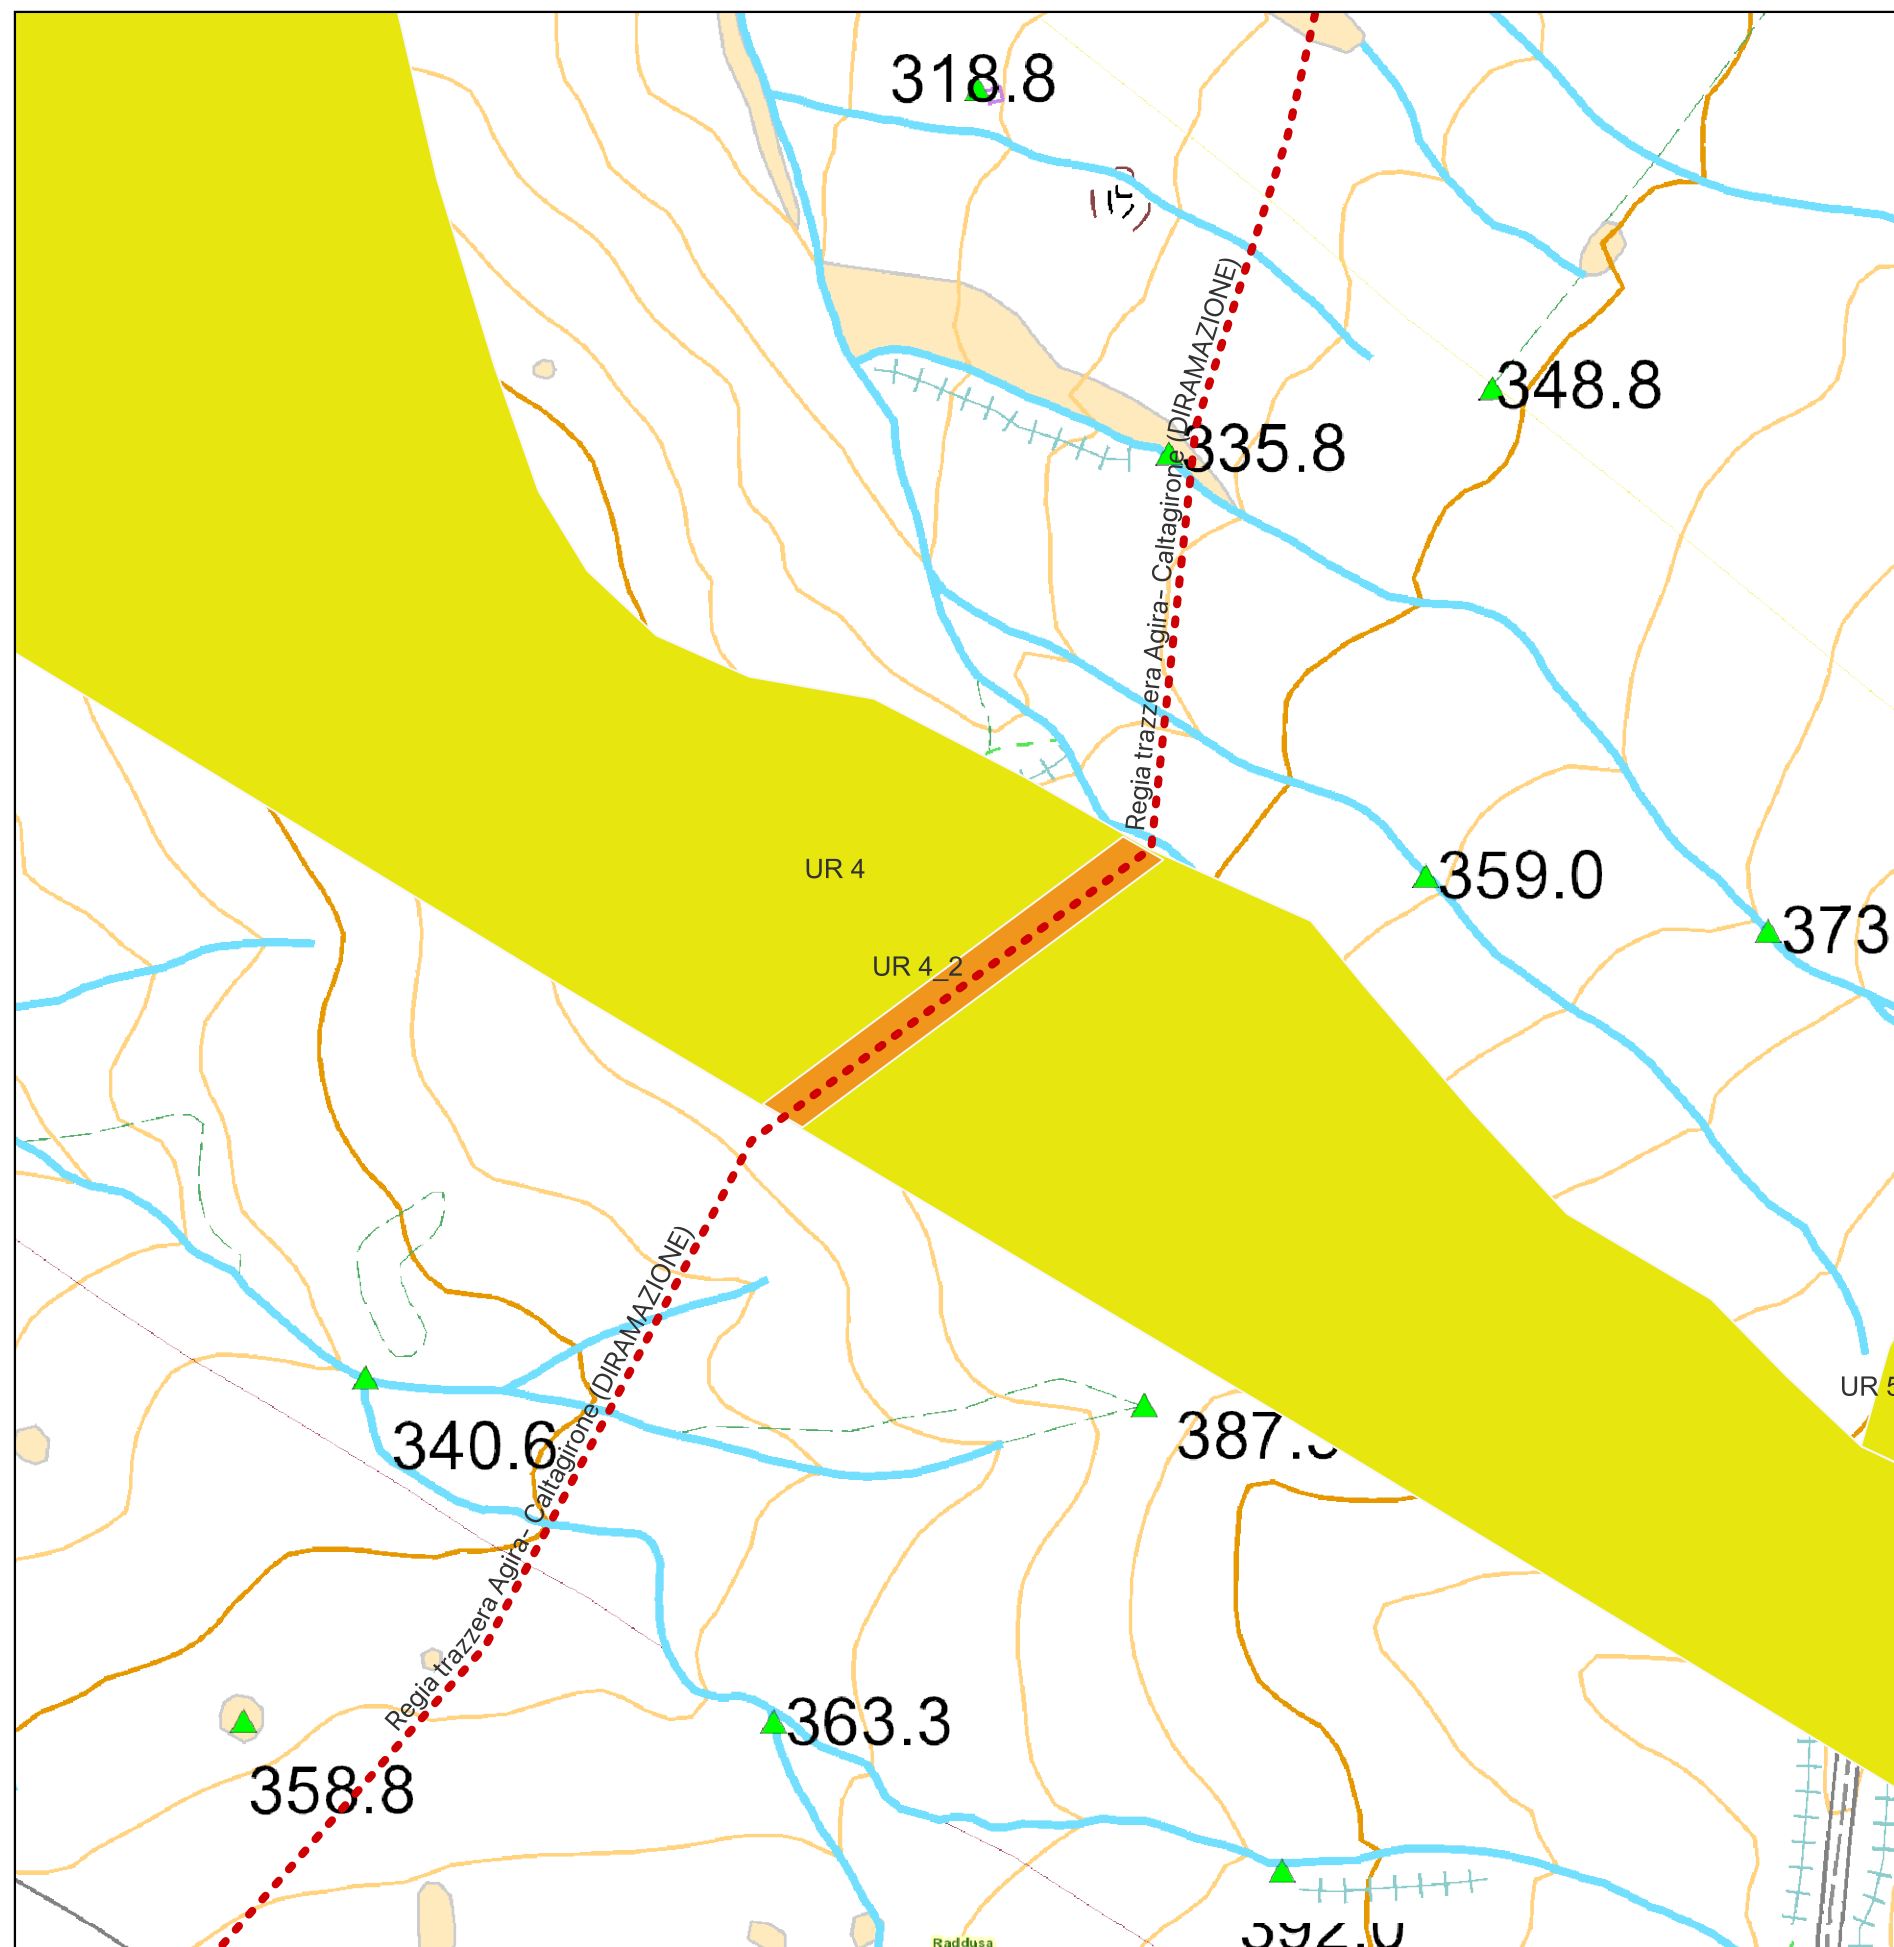 318.8
348.8
335.8
Regia trazzera Agira- Caltagirone (DIRAMAZIONE)
UR 4
359.0
373
UR 4_2
UR 5
340.6
Regia trazzera Agira- Caltagirone (DIRAMAZIONE)
363.3
358.8
Raddusa